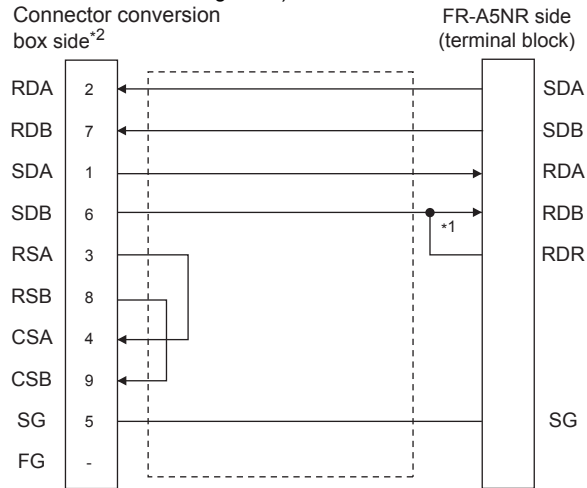 Connector conversion
box side*2
FR-A5NR side
(terminal block)
RDA 2 SDA
RDB 7 SDB
SDA 1 RDA
SDB 6 *1 RDB
RSA 3 RDR
RSB 8
CSA 4
CSB 9
SG 5 SG
FG -